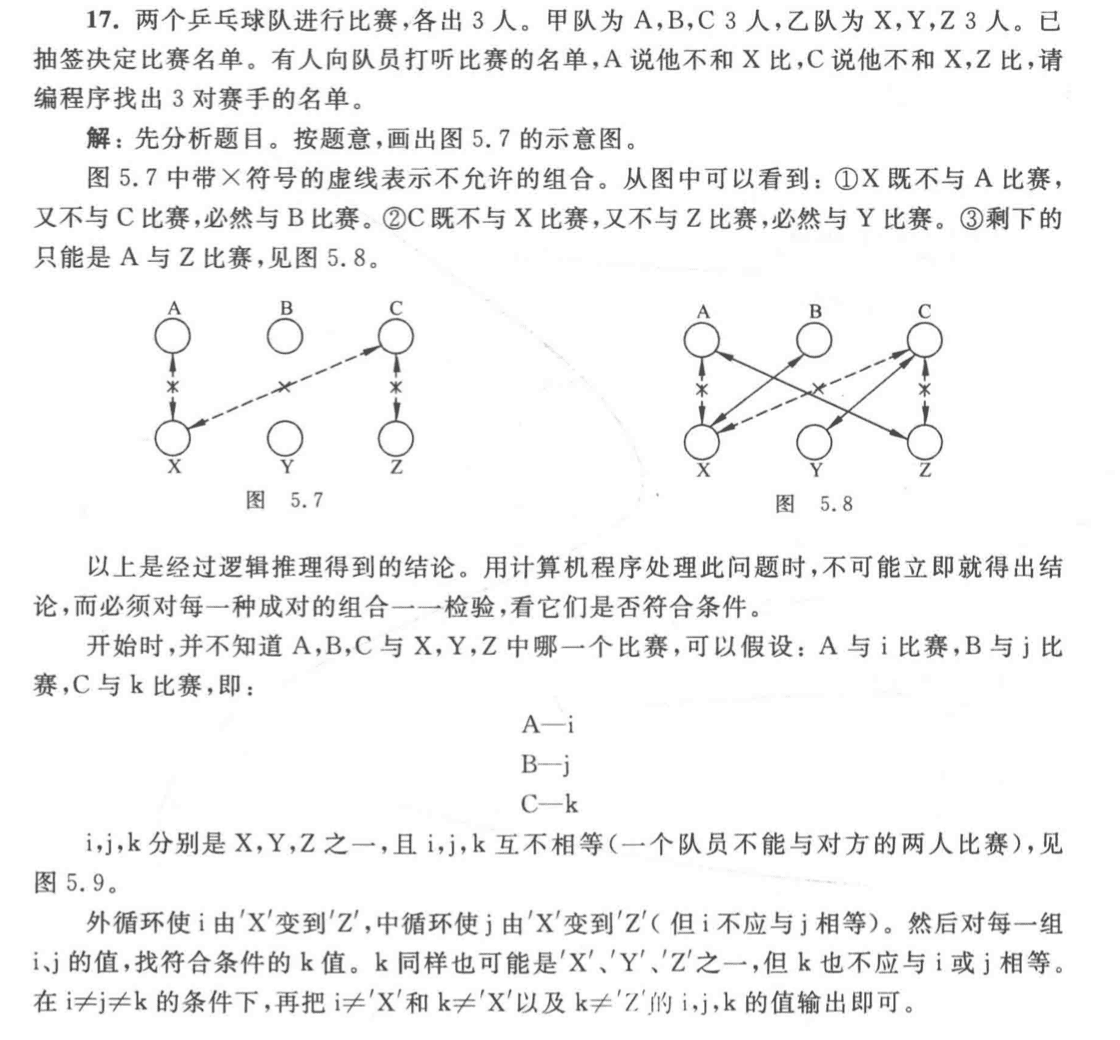 17. 两个乒乓球队进行比赛,各出 3 人。甲队为 A,B,C 3 人,乙队为 X,Y,Z 3 人。已
抽签决定比赛名单。有人向队员打听比赛的名单,A 说他不和 X 比,C 说他不和 X,Z 比,请
编程序找出 3 对赛手的名单。
解:先分析题目。按题意,画出图 5.7 的示意图。
图 5.7 中带×符号的虚线表示不允许的组合。从图中可以看到:①X 既不与 A 比赛,
又不与 C 比赛,必然与 B 比赛。②C 既不与 X 比赛,又不与 Z 比赛,必然与 Y 比赛。③剩下的
只能是 A 与 Z 比赛,见图 5.8。
A B C
X Y Z
图 5.7
A B C
X Y Z
图 5.8
以上是经过逻辑推理得到的结论。用计算机程序处理此问题时,不可能立即就得出结
论,而必须对每一种成对的组合一一检验,看它们是否符合条件。
开始时,并不知道 A,B,C 与 X,Y,Z 中哪一个比赛,可以假设:A 与 i 比赛,B 与 j 比
赛,C 与 k 比赛,即:
A—i
B—j
C—k
i,j,k 分别是 X,Y,Z 之一,且 i,j,k 互不相等(一个队员不能与对方的两人比赛),见
图 5.9。
外循环使 i 由'X'变到'Z',中循环使 j 由'X'变到'Z'(但 i 不应与 j 相等)。然后对每一组
i、j 的值,找符合条件的 k 值。k 同样也可能是'X'、'Y'、'Z'之一,但 k 也不应与 i 或 j 相等。
在 i≠j≠k 的条件下,再把 i≠'X'和 k≠'X'以及 k≠'Z'的 i,j,k 的值输出即可。